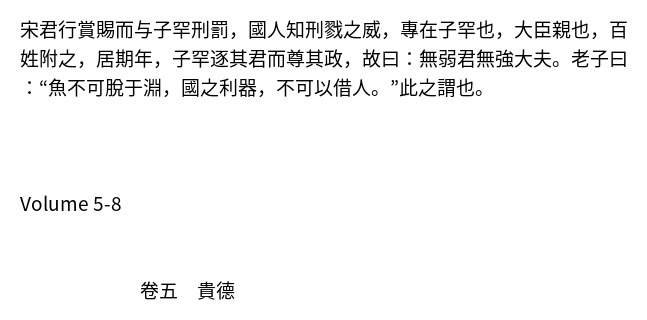 宋君行賞賜而与子罕刑罰，國人知刑戮之威，專在子罕也，大臣親也，百
姓附之，居期年，子罕逐其君而尊其政，故曰：無弱君無強大夫。老子曰
：“魚不可脫于淵，國之利器，不可以借人。”此之謂也。
Volume 5-8
卷五　貴德